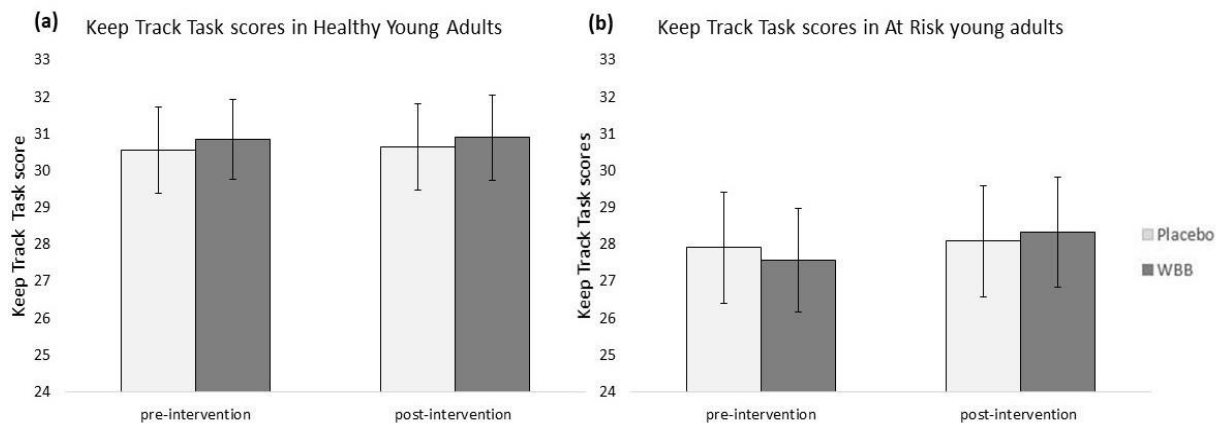 (a) Keep Track Task scores in Healthy Young Adults
Keep Track Task score
33
32
31
30
29
28
27
26
25
24
pre-intervention
post-intervention
(b) Keep Track Task scores in At Risk young adults
Keep Track Task scores
33
32
31
30
29
28
27
26
25
24
pre-intervention
post-intervention
Placebo
WBB